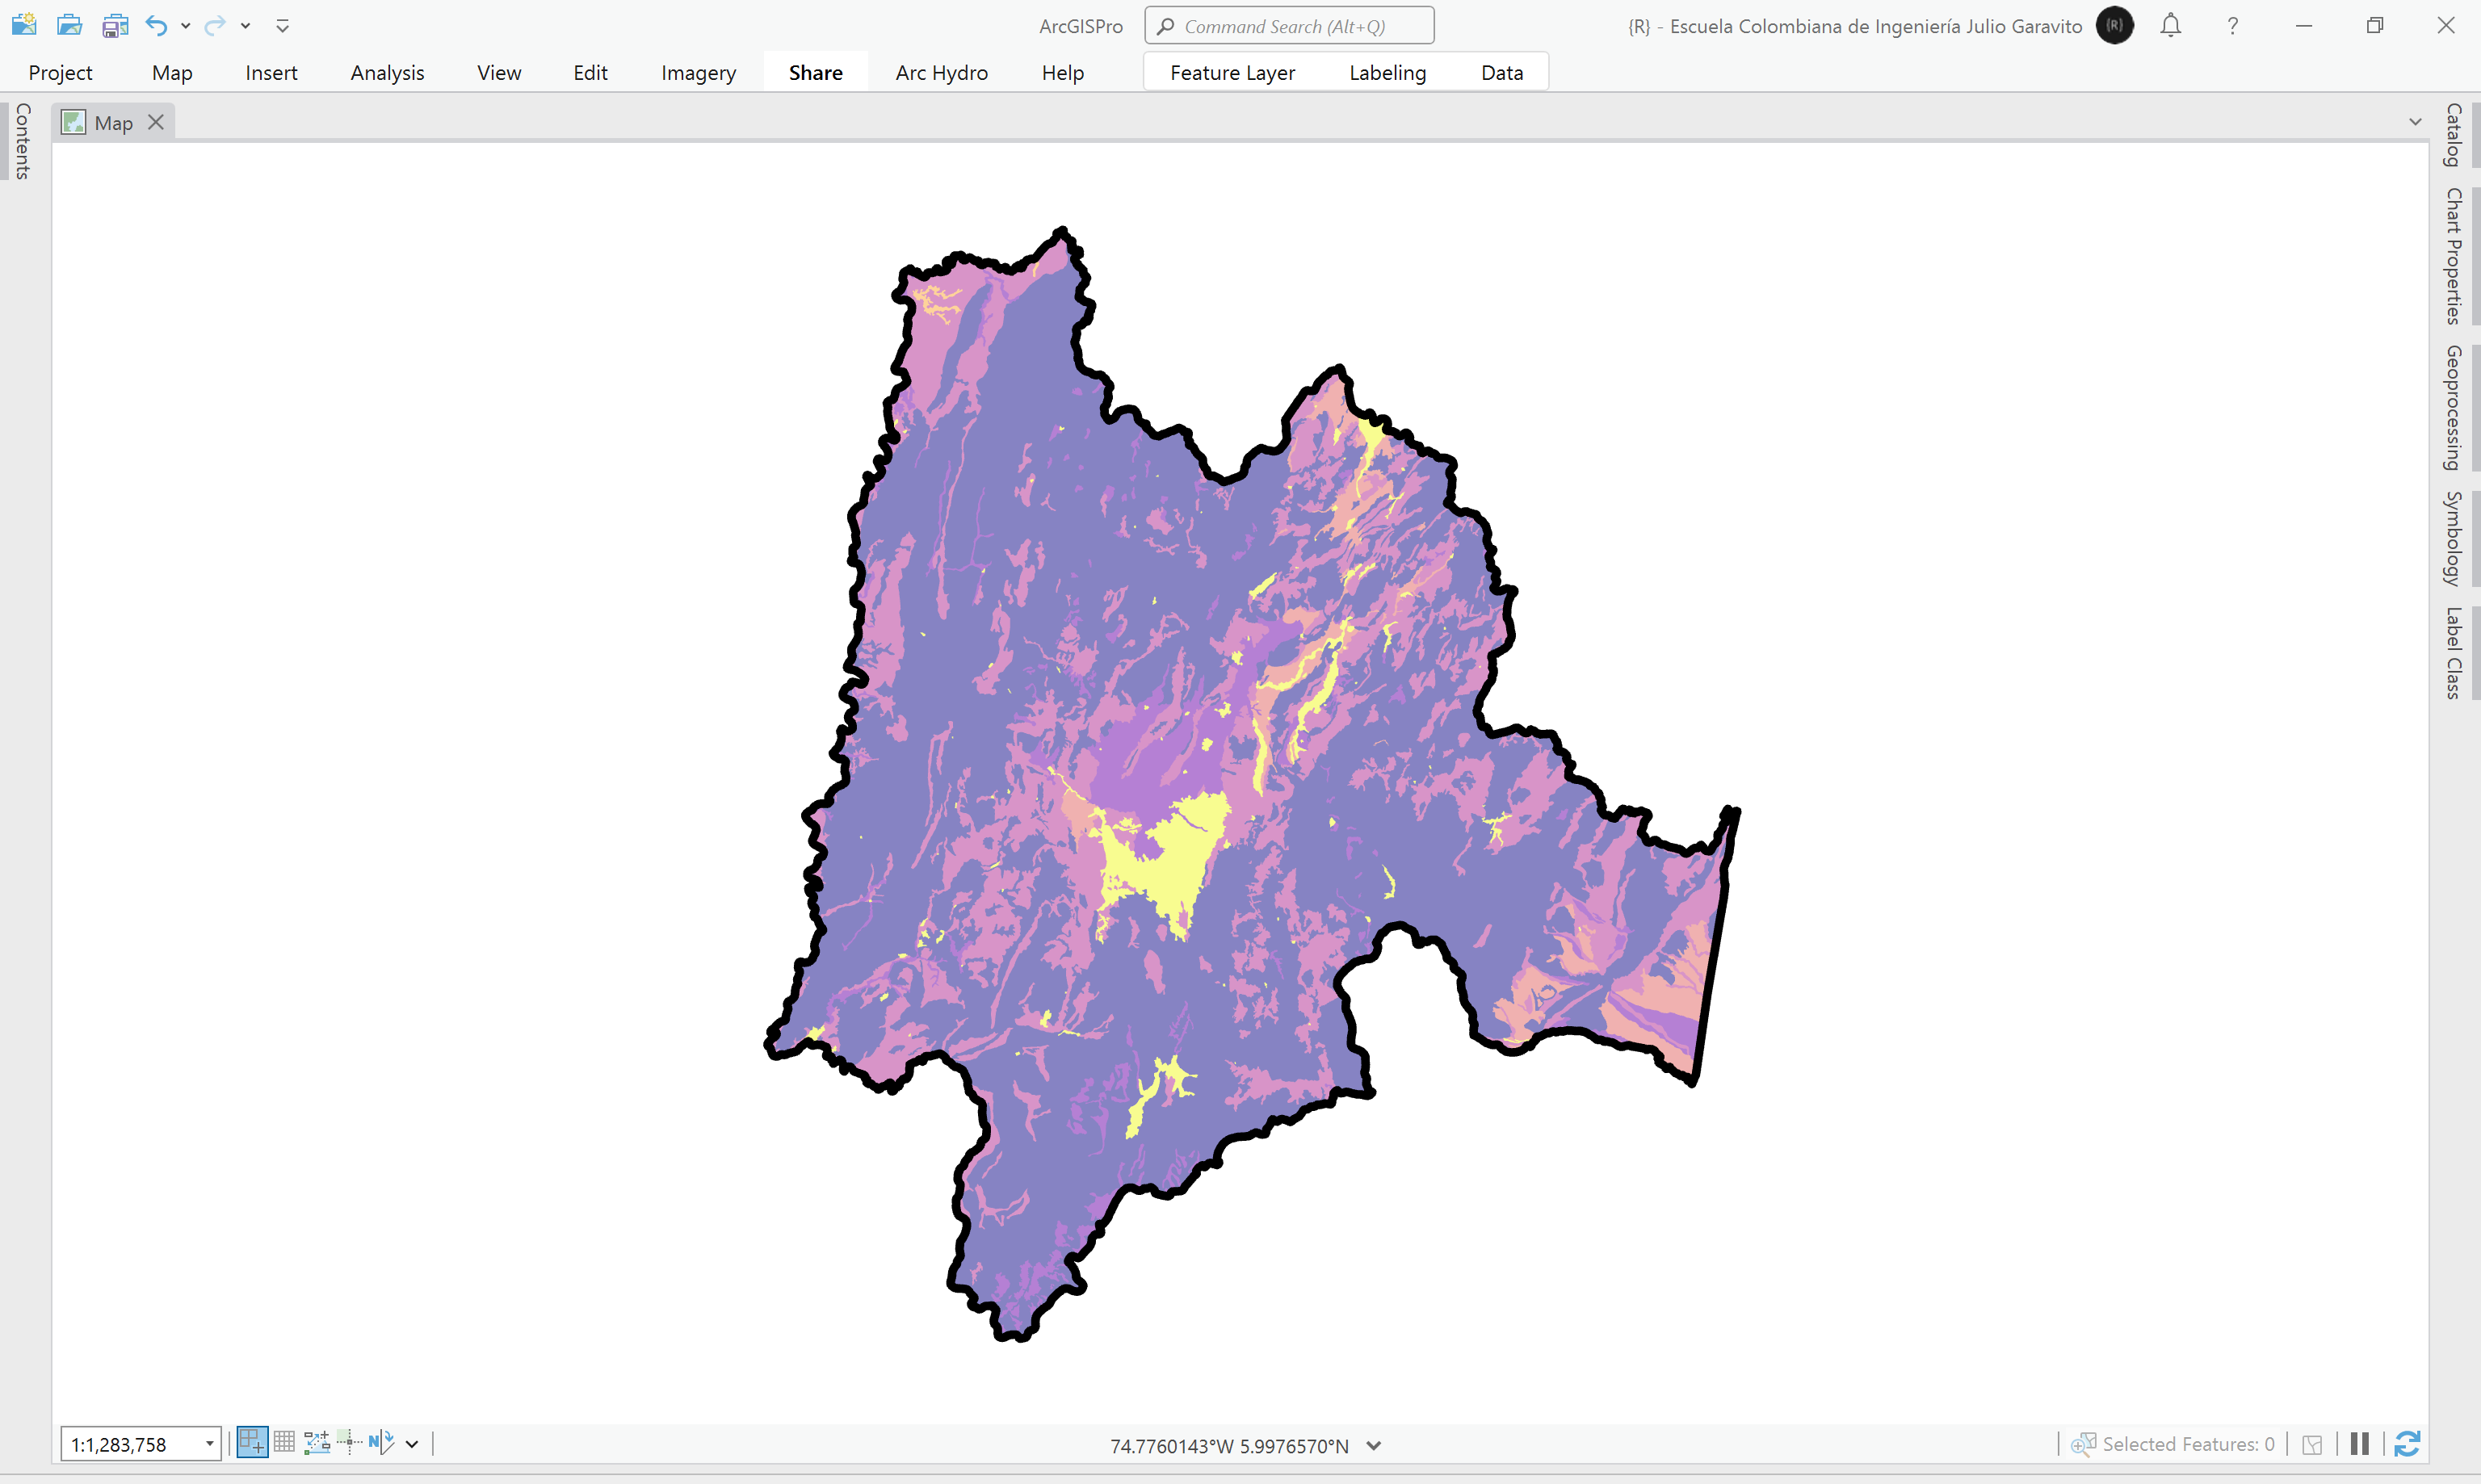 ArcGISPro
Command Search (Alt+Q)
{R} - Escuela Colombiana de Ingeniería Julio Garavito
{R}
?
Project
Map
Insert
Analysis
View
Edit
Imagery
Share
Arc Hydro
Help
Feature Layer
Labeling
Data
Contents
Map
Catalog
Chart Properties
Geoprocessing
Symbology
Label Class
1:1,283,758
N
74.7760143°W 5.9976570°N
Selected Features: 0